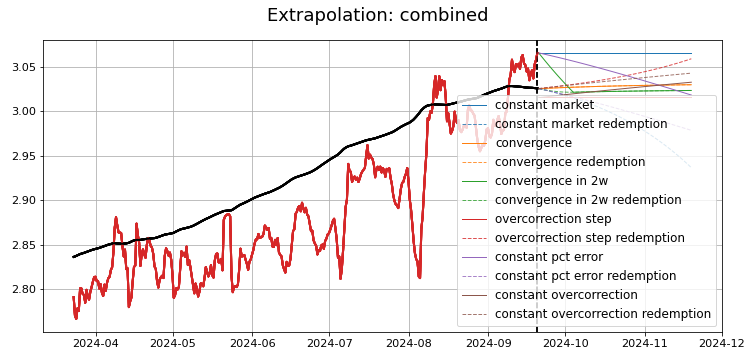 Extrapolation: combined
3.05
3.00
2.95
2.90
2.85
2.80
constant market
constant market redemption
convergence
convergence redemption
convergence in 2w
convergence in 2w redemption
overcorrection step
overcorrection step redemption
constant pct error
constant pct error redemption
constant overcorrection
constant overcorrection redemption
2024-04 2024-05 2024-06 2024-07 2024-08 2024-09 2024-10 2024-11 2024-12